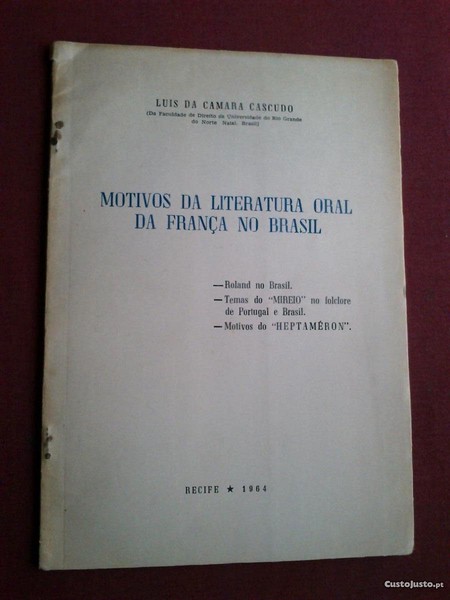 LUIS DA CAMARA CASCUDO
(Da Faculdade de Direito da Universidade do Rio Grande
do Norte Natal, Brasil)
MOTIVOS DA LITERATURA ORAL
DA FRANÇA NO BRASIL
—Roland no Brasil.
—Temas do "MIREIO" no folclore
de Portugal e Brasil.
—Motivos do "HEPTAMÊRON".
RECIFE ★ 1964
CustoJusto.pt